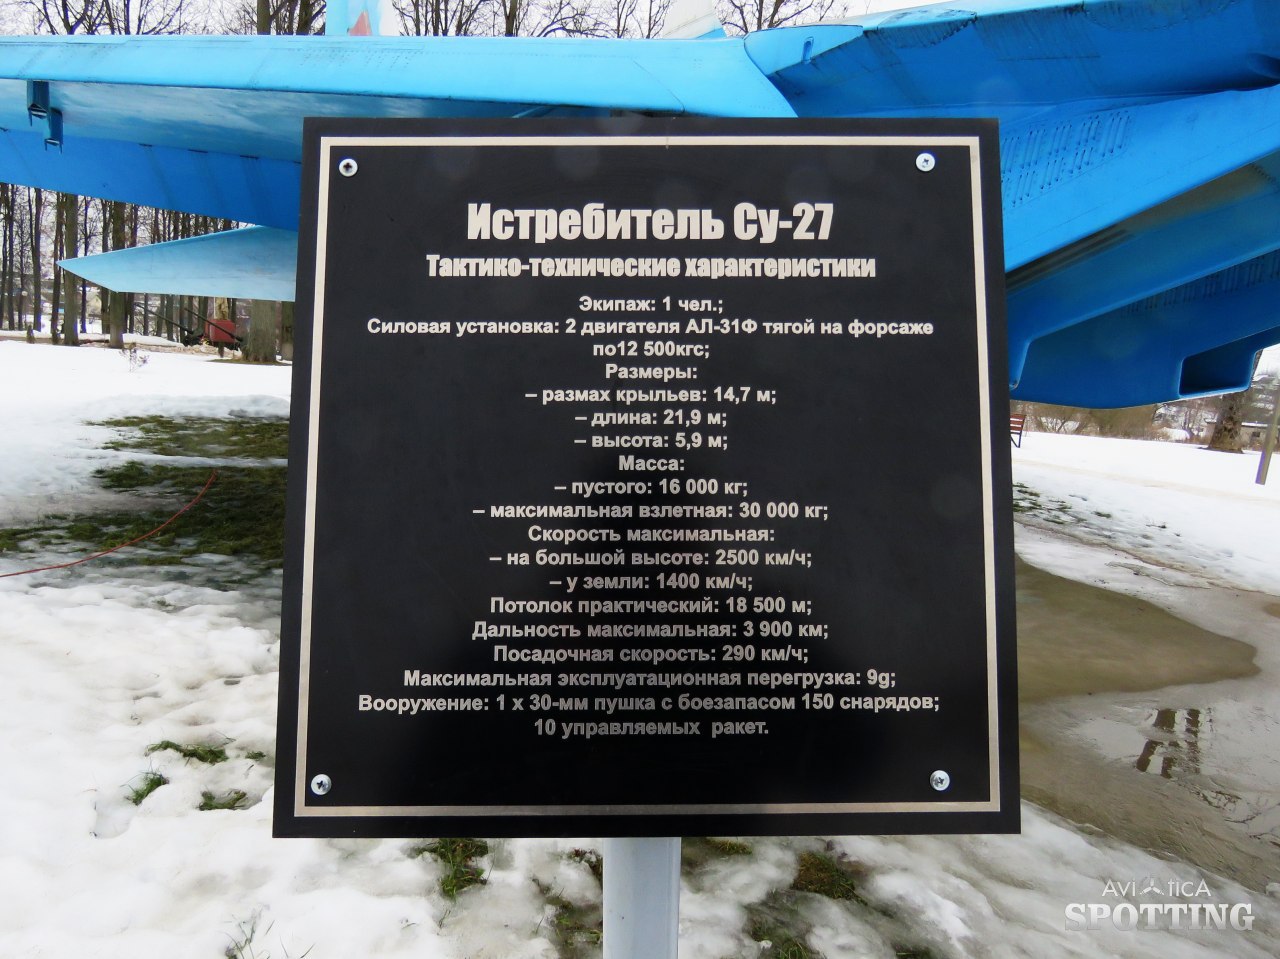 Истребитель Су-27
Тактико-технические характеристики
Экипаж: 1 чел.;
Силовая установка: 2 двигателя АЛ-31Ф тягой на форсаже
по12 500кгс;
Размеры:
– размах крыльев: 14,7 м;
– длина: 21,9 м;
– высота: 5,9 м;
Масса:
– пустого: 16 000 кг;
– максимальная взлетная: 30 000 кг;
Скорость максимальная:
– на большой высоте: 2500 км/ч;
– у земли: 1400 км/ч;
Потолок практический: 18 500 м;
Дальность максимальная: 3 900 км;
Посадочная скорость: 290 км/ч;
Максимальная эксплуатационная перегрузка: 9g;
Вооружение: 1 х 30-мм пушка с боезапасом 150 снарядов;
10 управляемых ракет.
AVIATICA
SPOTTING